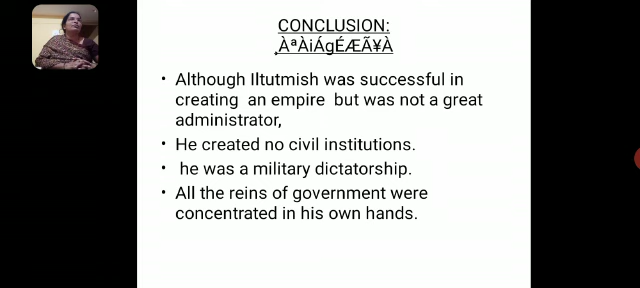 CONCLUSION:
¸ÀªÀiÁgÉÆÃ¥À
• Although Iltutmish was successful in
creating an empire but was not a great
administrator,
• He created no civil institutions.
• he was a military dictatorship.
• All the reins of government were
concentrated in his own hands.